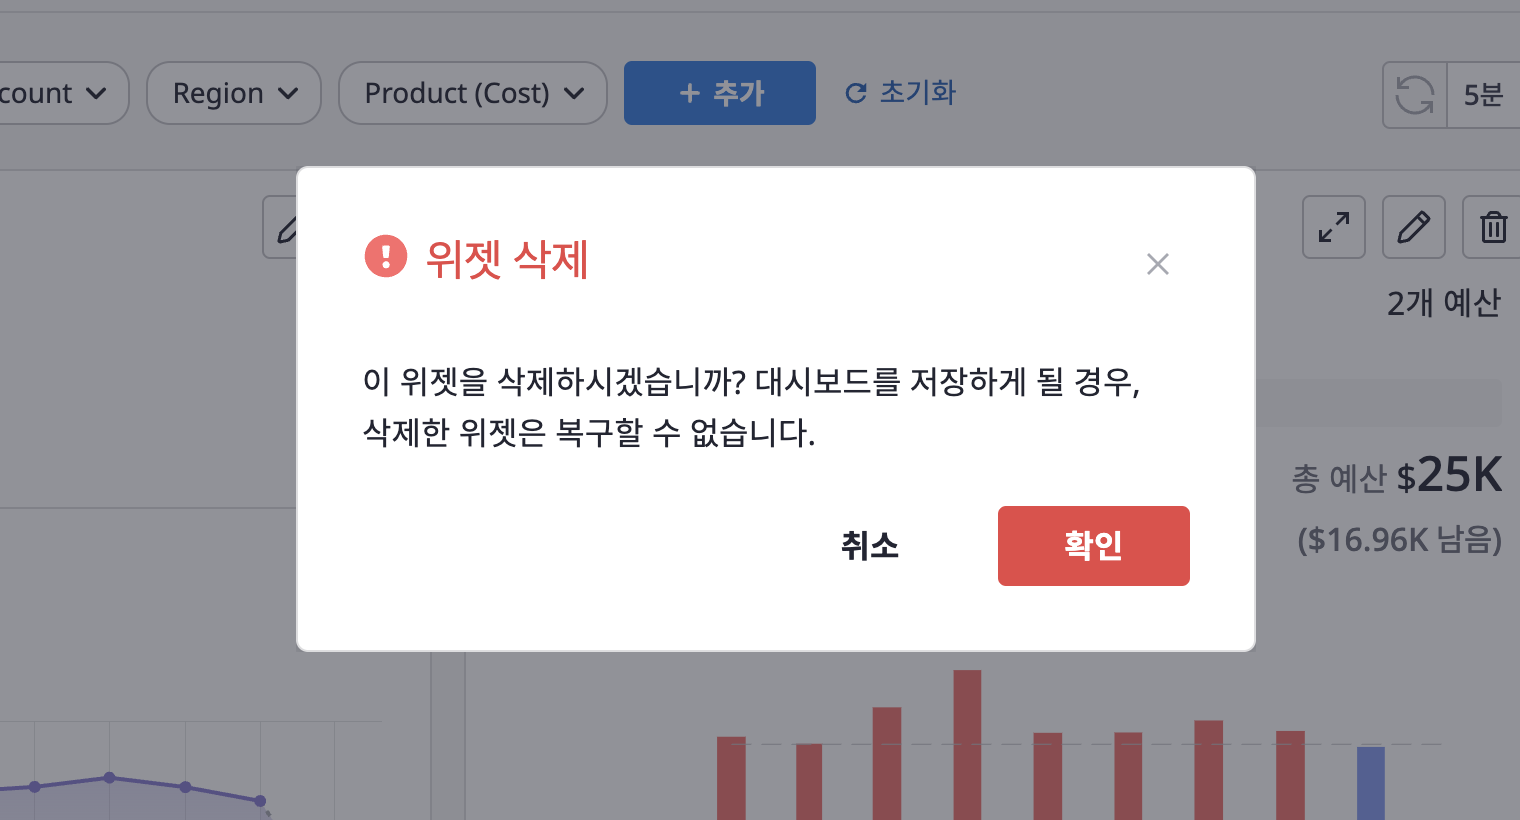 count
Region
Product (Cost)
+ 추가
초기화
5분
위젯 삭제
2개 예산
이 위젯을 삭제하시겠습니까? 대시보드를 저장하게 될 경우,
삭제한 위젯은 복구할 수 없습니다.
총 예산 $25K
($16.96K 남음)
취소
확인